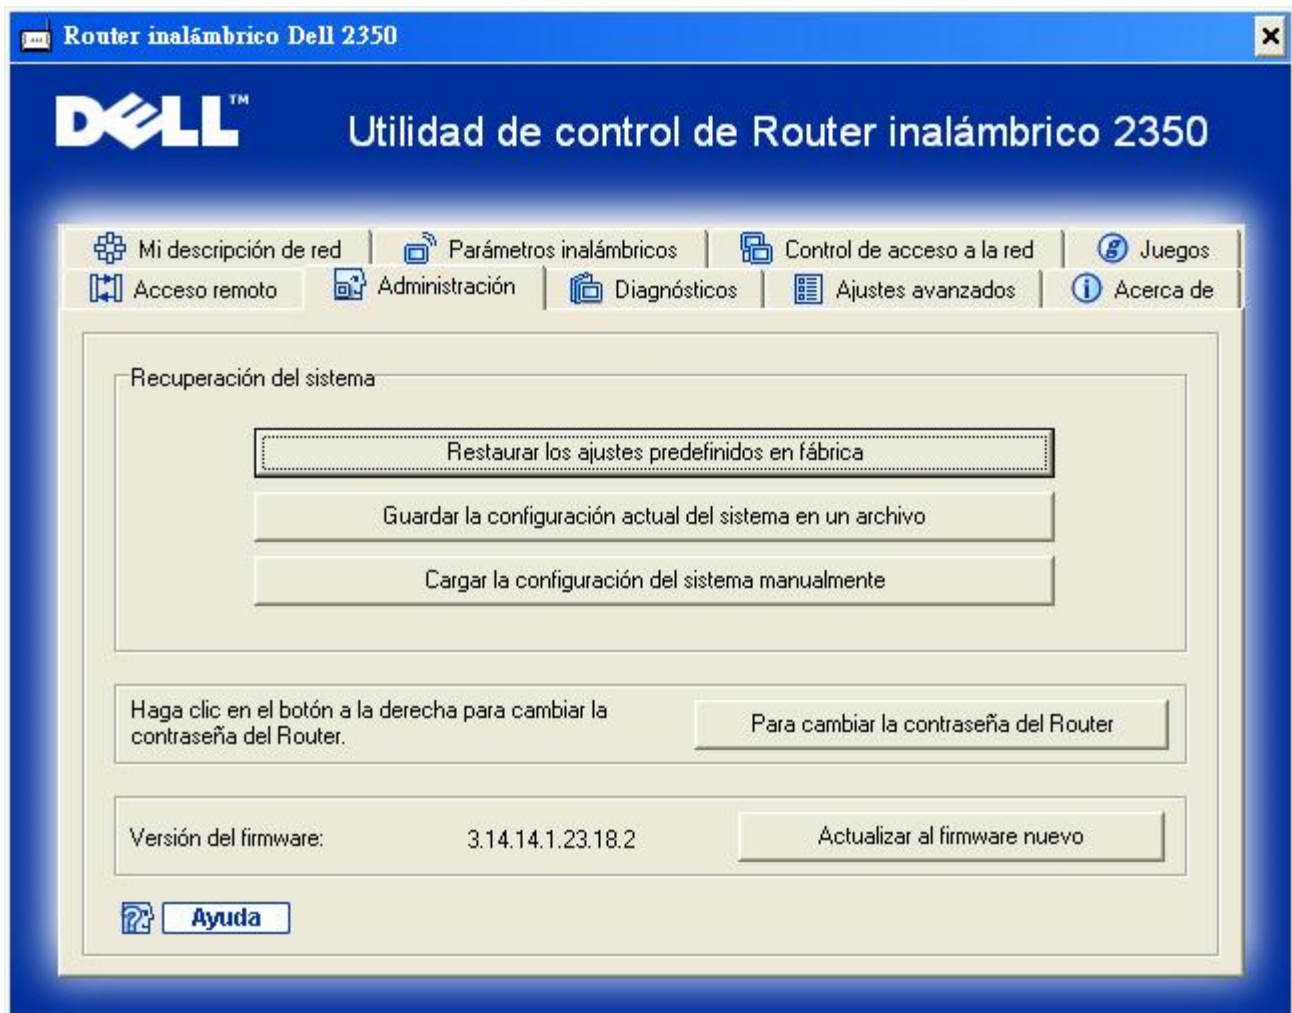 Router inalámbrico Dell 2350
DELL™
Utilidad de control de Router inalámbrico 2350
Mi descripción de red
Parámetros inalámbricos
Control de acceso a la red
Juegos
Acceso remoto
Administración
Diagnósticos
Ajustes avanzados
Acerca de
Recuperación del sistema
Restaurar los ajustes predefinidos en fábrica
Guardar la configuración actual del sistema en un archivo
Cargar la configuración del sistema manualmente
Haga clic en el botón a la derecha para cambiar la
contraseña del Router.
Para cambiar la contraseña del Router
Versión del firmware:
3.14.14.1.23.18.2
Actualizar al firmware nuevo
Ayuda